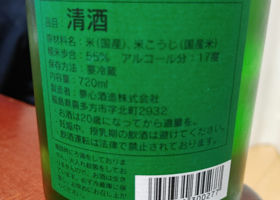 品目：清酒
原材料名：米（国産）、米こうじ（国産米）
精米歩合：55％　アルコール分：17度
保存方法：要冷蔵
内容量：720ml
製造者：夢心酒造株式会社
福島県喜多方市字北町2932
・お酒は20歳になってから適量を。
・妊娠中、授乳期の飲酒は避けてください。
・飲酒運転は法律で禁止されております。